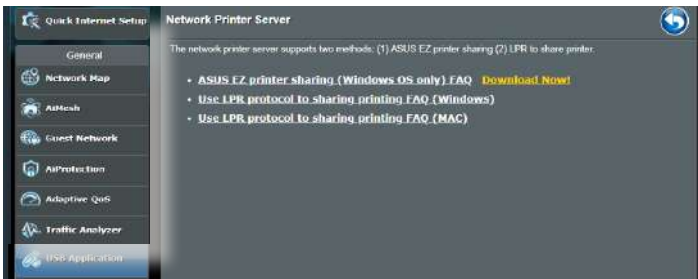 Quick Internet Setup
General
Network Map
AiMesh
Guest Network
AiProtection
Adaptive QoS
Traffic Analyzer
USB Application
Network Printer Server
The network printer server supports two methods: (1) ASUS EZ printer sharing (2) LPR to share printer.
ASUS EZ printer sharing (Windows OS only) FAQ Download Now!
Use LPR protocol to sharing printing FAQ (Windows)
Use LPR protocol to sharing printing FAQ (MAC)